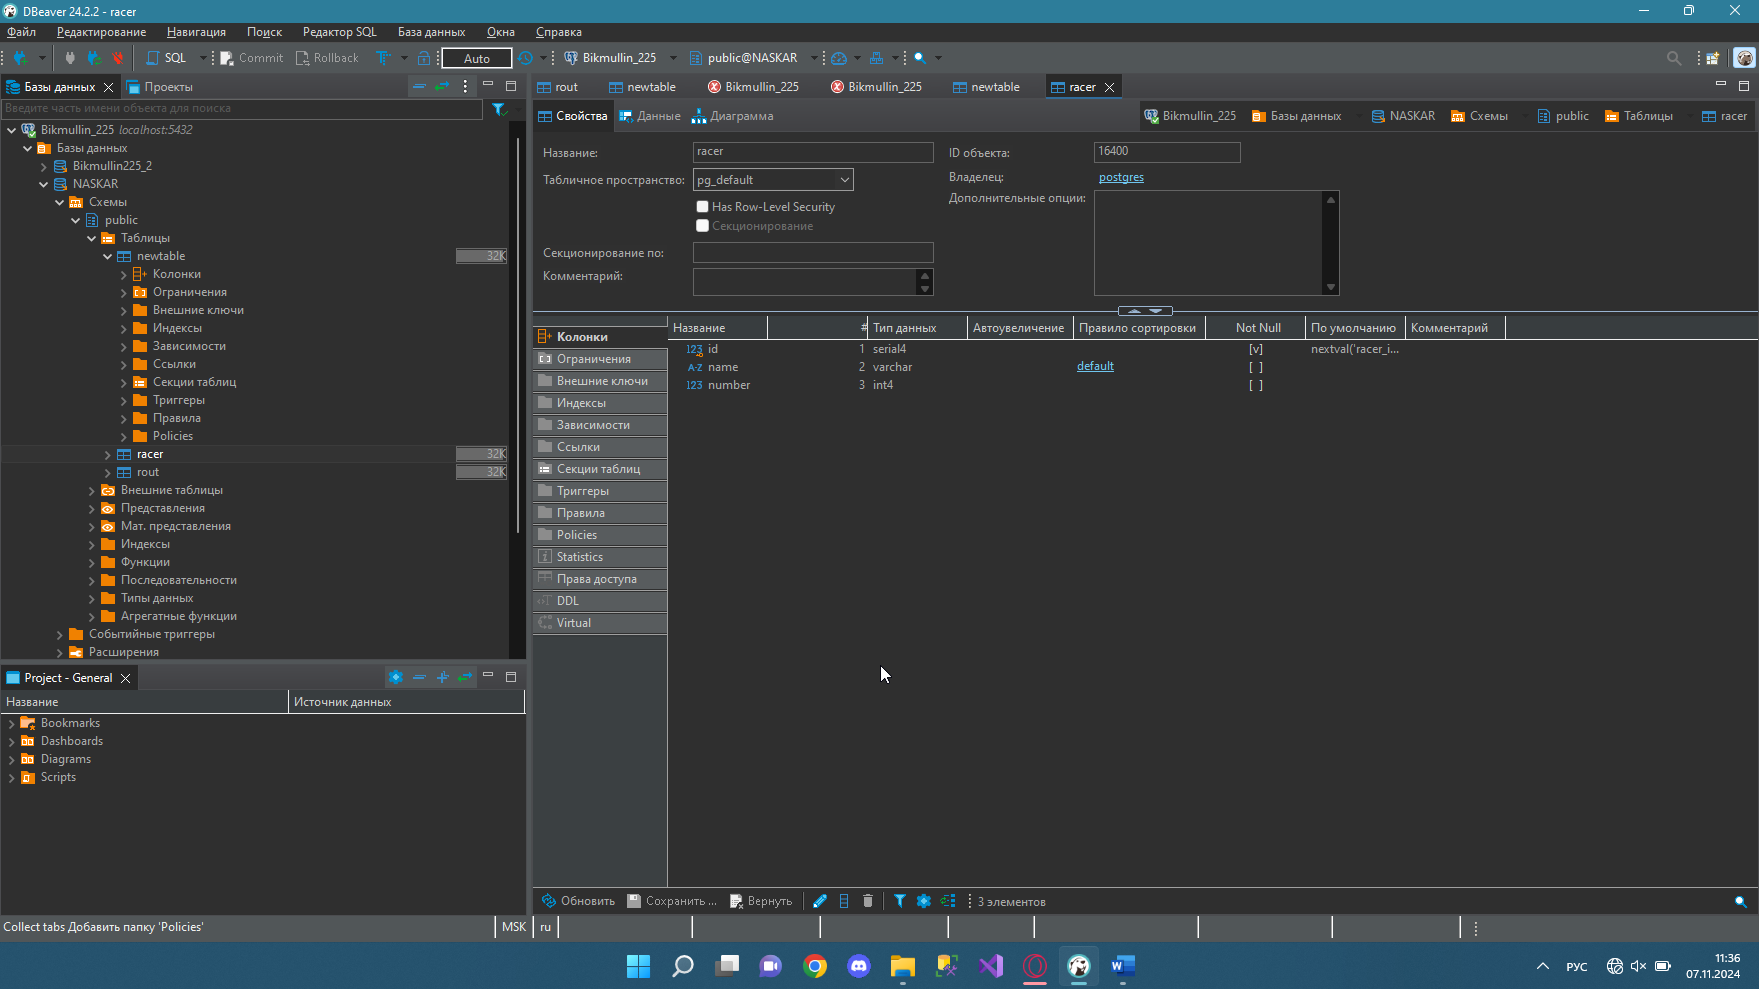 DBeaver 24.2.2 - racer
Файл Редактирование Навигация Поиск Редактор SQL База данных Окна Справка
SQL Commit Rollback Auto Bikmullin_225 public@NASKAR
Базы данных Проекты
Введите часть имени объекта для поиска
Bikmullin_225 localhost:5432
Базы данных
Bikmullin225_2
NASKAR
Схемы
public
Таблицы
newtable 32K
Колонки
Ограничения
Внешние ключи
Индексы
Зависимости
Ссылки
Секции таблиц
Триггеры
Правила
Policies
racer 32K
rout 32K
Внешние таблицы
Представления
Мат. представления
Индексы
Функции
Последовательности
Типы данных
Агрегатные функции
Событийные триггеры
Расширения
Project - General
Название Источник данных
Bookmarks
Dashboards
Diagrams
Scripts
rout newtable Bikmullin_225 Bikmullin_225 newtable racer
Свойства Данные Диаграмма Bikmullin_225 Базы данных NASKAR Схемы public Таблицы racer
Название: racer
Табличное пространство: pg_default
Has Row-Level Security
Секционирование
Секционирование по:
Комментарий:
ID объекта: 16400
Владелец: postgres
Дополнительные опции:
Колонки
Ограничения
Внешние ключи
Индексы
Зависимости
Ссылки
Секции таблиц
Триггеры
Правила
Policies
Statistics
Права доступа
DDL
Virtual
Название # Тип данных Автоувеличение Правило сортировки Not Null По умолчанию Комментарий
123 id 1 serial4 [v] nextval('racer_i...
A-Z name 2 varchar default [ ]
123 number 3 int4 [ ]
Обновить Сохранить ... Вернуть 3 элементов
Collect tabs Добавить папку 'Policies' MSK ru
РУС 11:36
07.11.2024